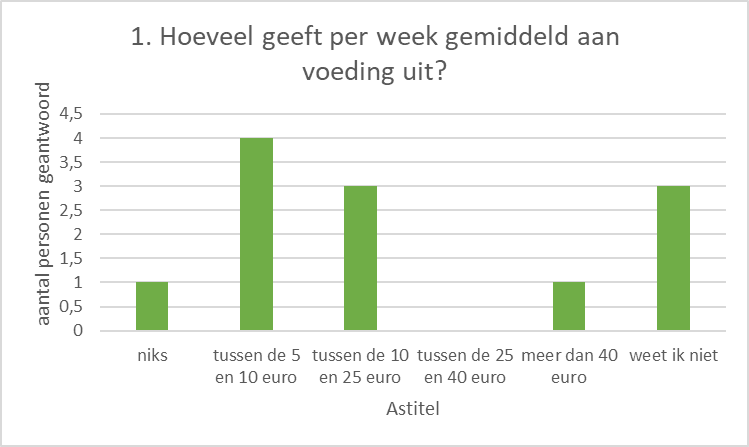 1. Hoeveel geeft per week gemiddeld aan
voeding uit?
aantal personen geantwoord
4,5
4
3,5
3
2,5
2
1,5
1
0,5
0
niks
tussen de 5
en 10 euro
tussen de 10
en 25 euro
tussen de 25
en 40 euro
meer dan 40
euro
weet ik niet
Astitel